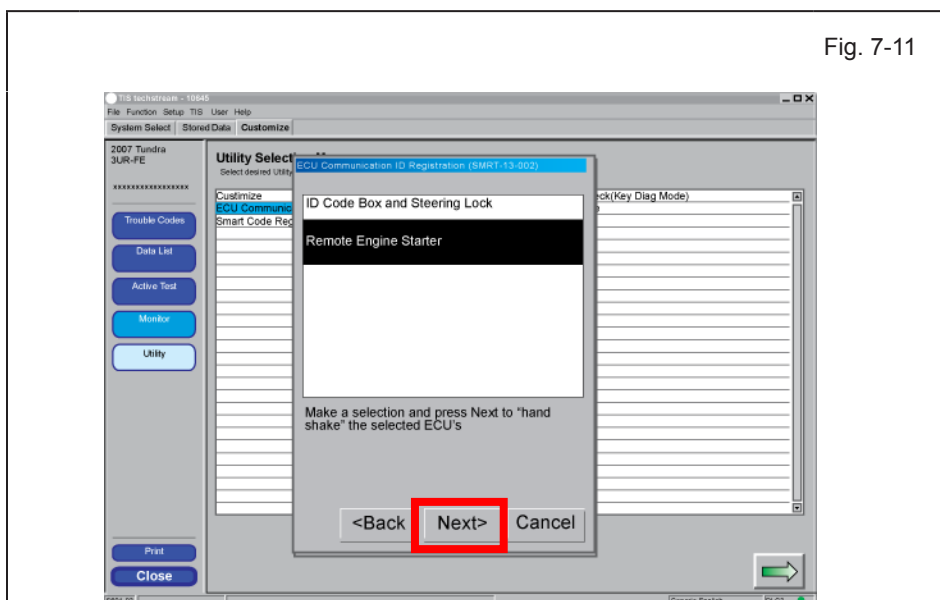 Fig. 7-11
TIS techstream - 10845
File Function Setup TIS User Help
System Select Stored Data Customize
2007 Tundra
3UR-FE
xxxxxxxxxxxxxxxxx
Trouble Codes
Data List
Active Test
Monitor
Utility
Print
Close
Utility Select
Select desired Utility
Custimize
ECU Communic
Smart Code Reg
eck(Key Diag Mode)
ECU Communication ID Registration (SMRT-13-002)
ID Code Box and Steering Lock
Remote Engine Starter
Make a selection and press Next to "hand
shake" the selected ECU's
<Back Next> Cancel